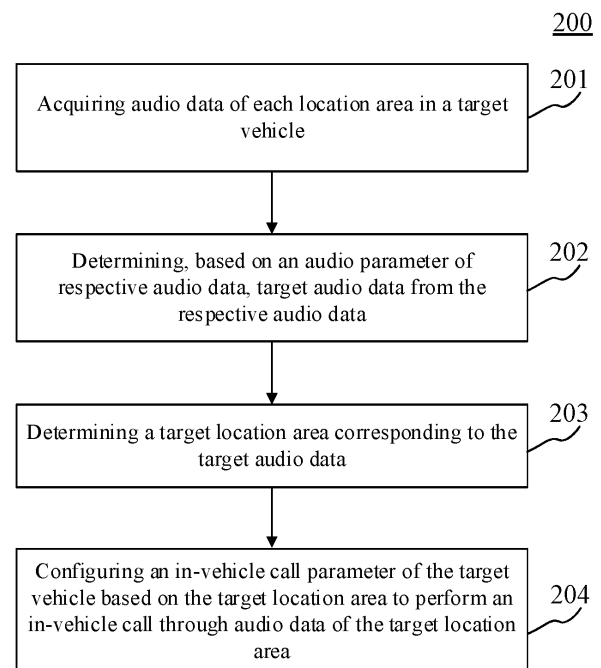 200
201
Acquiring audio data of each location area in a target
vehicle
202
Determining, based on an audio parameter of
respective audio data, target audio data from the
respective audio data
203
Determining a target location area corresponding to the
target audio data
Configuring an in-vehicle call parameter of the target
vehicle based on the target location area to perform an
in-vehicle call through audio data of the target location
area
204